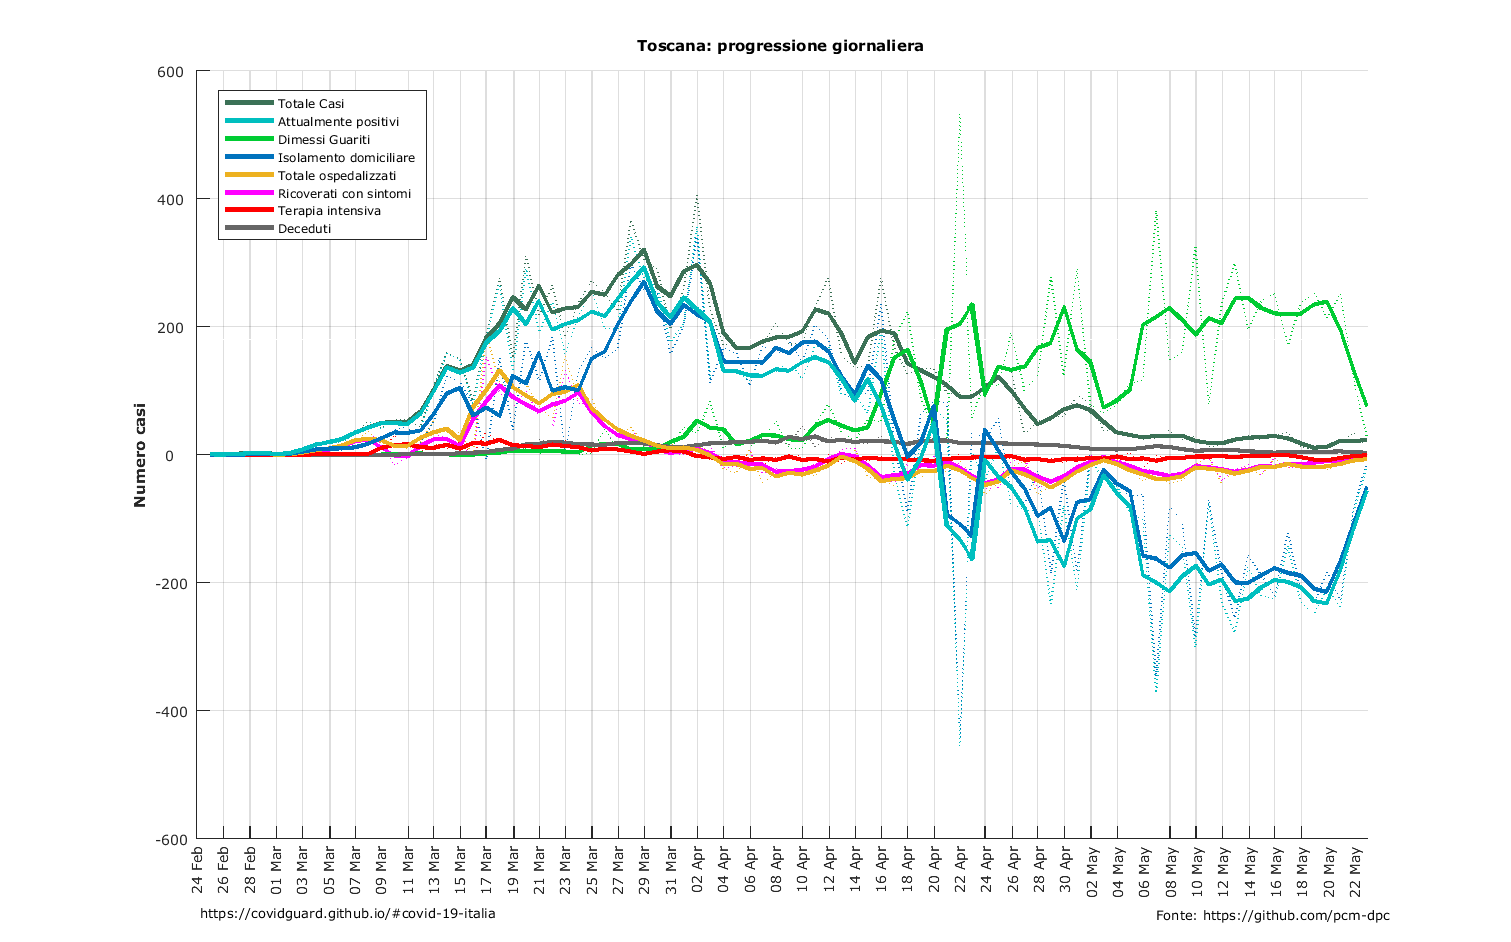 Toscana: progressione giornaliera
Totale Casi
Attualmente positivi
Dimessi Guariti
Isolamento domiciliare
Totale ospedalizzati
Ricoverati con sintomi
Terapia intensiva
Deceduti
Numero casi
600
400
200
0
-200
-400
-600
24 Feb
26 Feb
28 Feb
01 Mar
03 Mar
05 Mar
07 Mar
09 Mar
11 Mar
13 Mar
15 Mar
17 Mar
19 Mar
21 Mar
23 Mar
25 Mar
27 Mar
29 Mar
31 Mar
02 Apr
04 Apr
06 Apr
08 Apr
10 Apr
12 Apr
14 Apr
16 Apr
18 Apr
20 Apr
22 Apr
24 Apr
26 Apr
28 Apr
30 Apr
02 May
04 May
06 May
08 May
10 May
12 May
14 May
16 May
18 May
20 May
22 May
https://covidguard.github.io/#covid-19-italia
Fonte: https://github.com/pcm-dpc